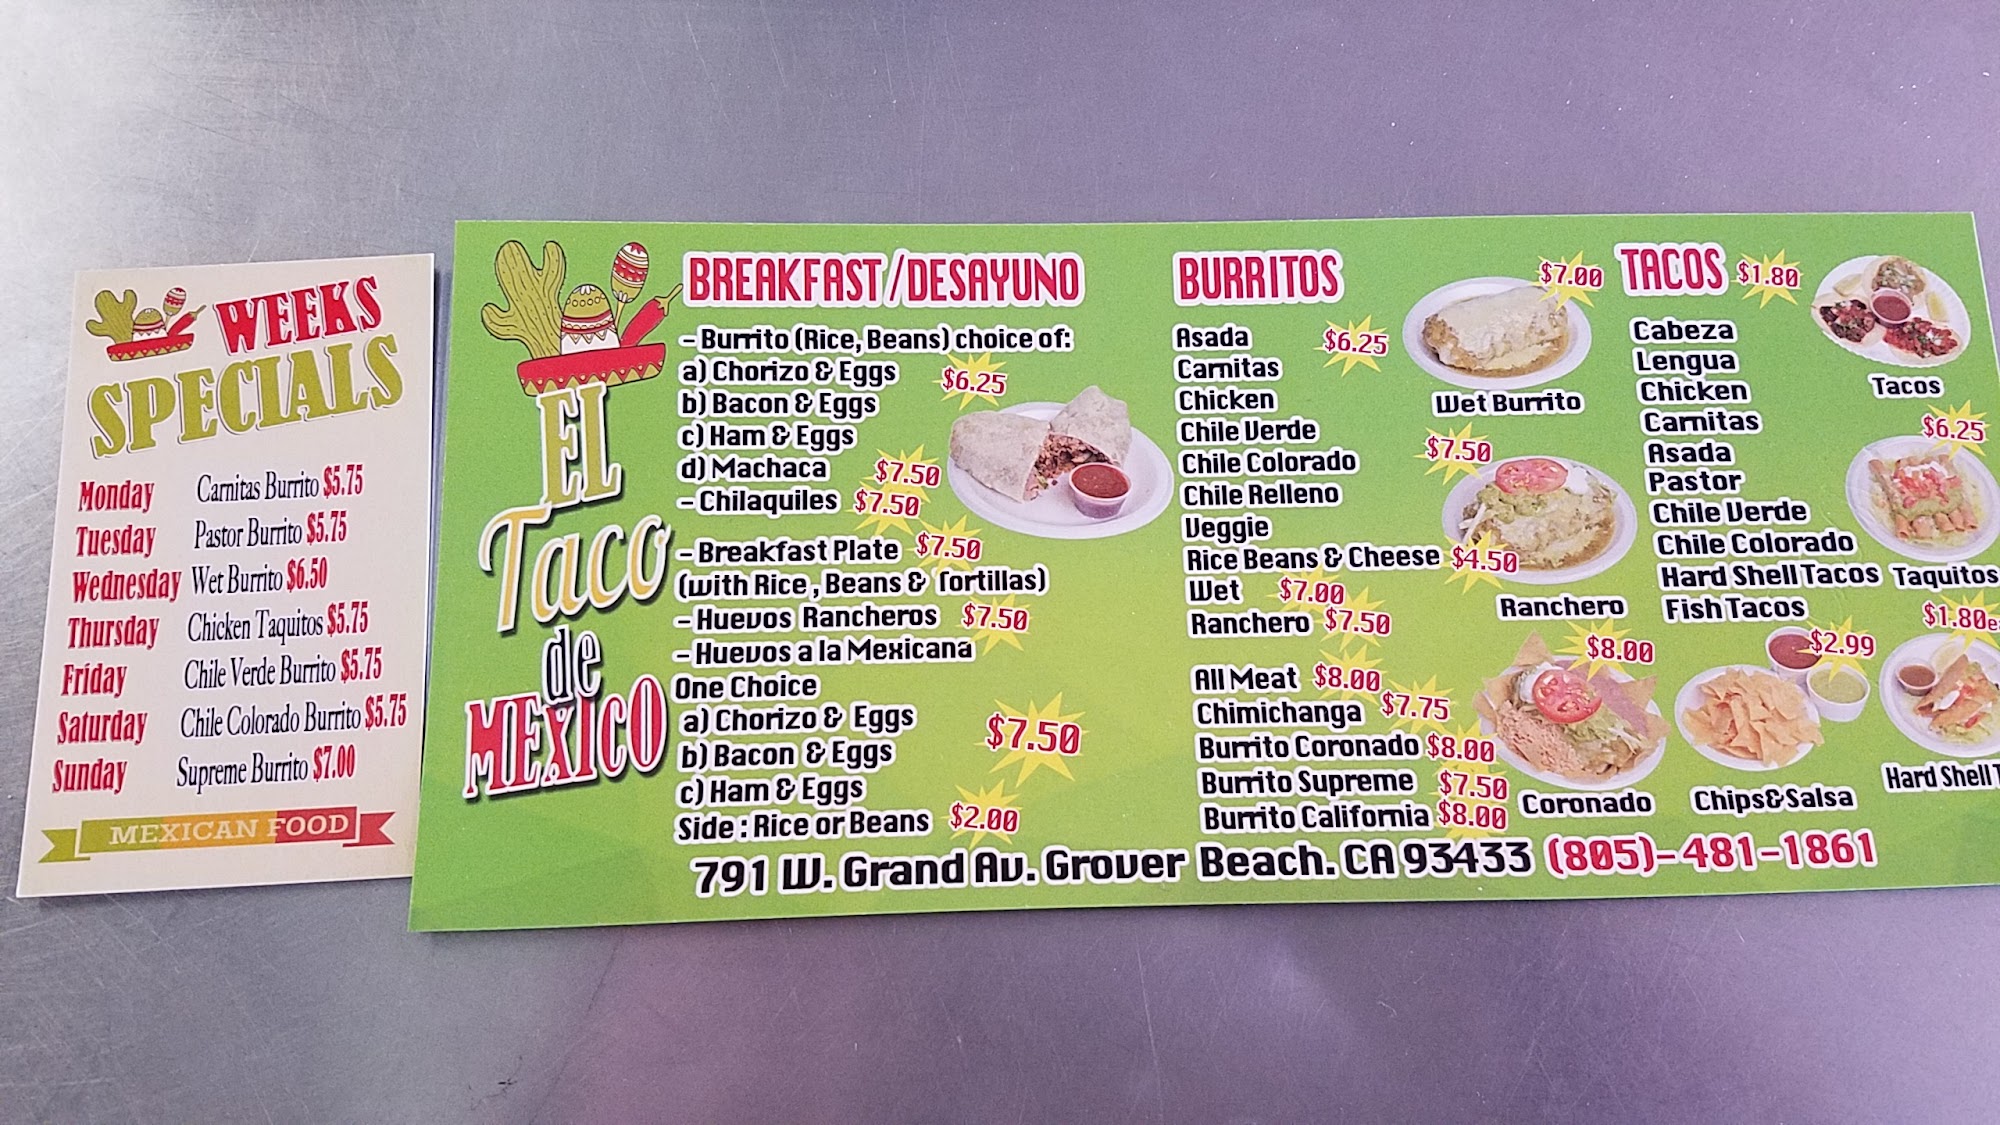 WEEKS
SPECIALS
Monday Carnitas Burrito $5.75
Tuesday Pastor Burrito $5.75
Wednesday Wet Burrito $6.50
Thursday Chicken Taquitos $5.75
Friday Chile Verde Burrito $5.75
Saturday Chile Colorado Burrito $5.75
Sunday Supreme Burrito $7.00
MEXICAN FOOD
EL
Taco
de
MEXICO
BREAKFAST/DESAYUNO
- Burrito (Rice, Beans) choice of:
a) Chorizo & Eggs $6.25
b) Bacon & Eggs
c) Ham & Eggs
d) Machaca $7.50
- Chilaquiles $7.50
- Breakfast Plate $7.50
(with Rice, Beans & Tortillas)
- Huevos Rancheros $7.50
- Huevos a la Mexicana
One Choice
a) Chorizo & Eggs
b) Bacon & Eggs $7.50
c) Ham & Eggs
Side : Rice or Beans $2.00
BURRITOS
Asada $6.25
Carnitas
Chicken
Chile Verde
Chile Colorado
Chile Relleno
Veggie
Rice Beans & Cheese $4.50
Wet $7.00
Ranchero $7.50
All Meat $8.00
Chimichanga $7.75
Burrito Coronado $8.00
Burrito Supreme $7.50
Burrito California $8.00
$7.00
Wet Burrito
$7.50
Ranchero
$8.00
Coronado
TACOS $1.80
Cabeza
Lengua
Chicken
Carnitas
Asada
Pastor
Chile Verde
Chile Colorado
Hard Shell Tacos
Fish Tacos
Tacos
$6.25
Taquitos
$2.99
Chips&Salsa
$1.80e
Hard Shell T
791 W. Grand Av. Grover Beach. CA 93433 (805)-481-1861